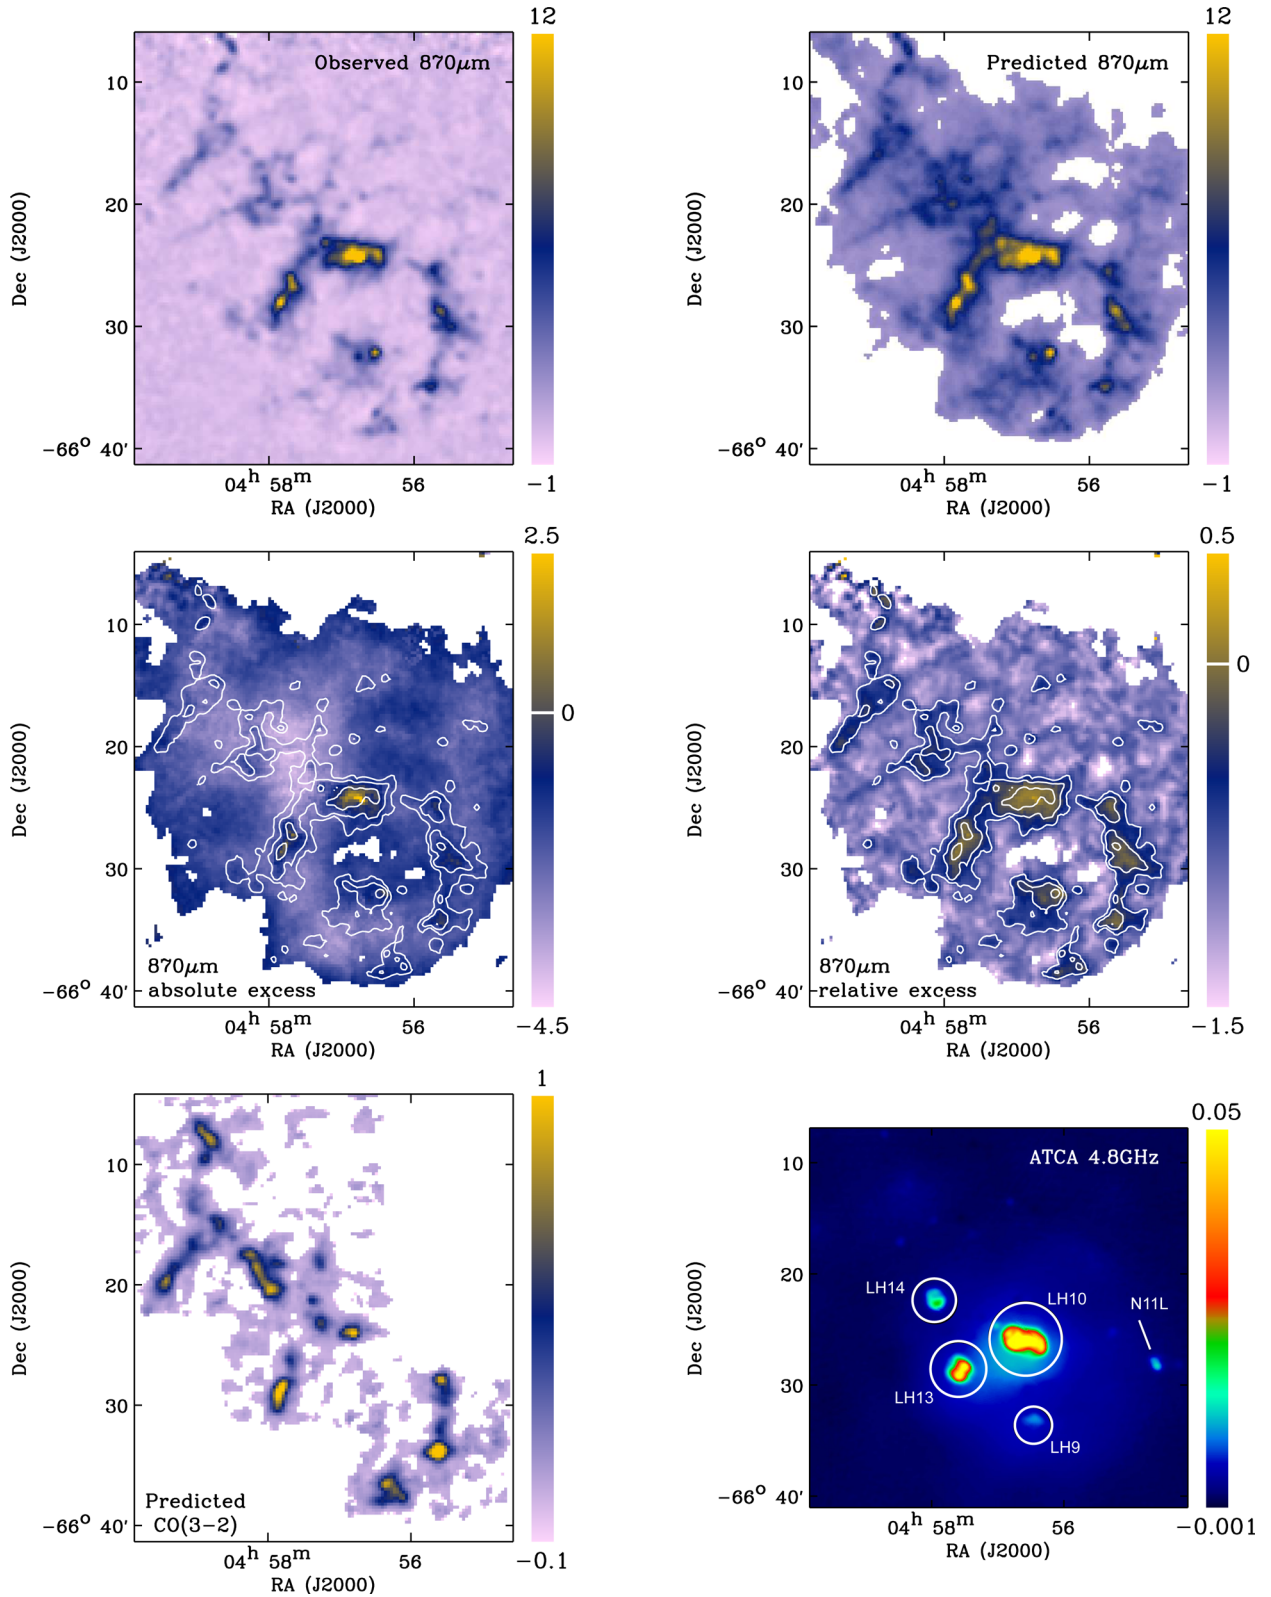 12
Observed 870μm
10
20
30
−66° 40′
Dec (J2000)
04h 58m
56
RA (J2000)
−1
12
Predicted 870μm
10
20
30
−66° 40′
Dec (J2000)
04h 58m
56
RA (J2000)
−1
2.5
10
0
20
30
870μm
absolute excess
−66° 40′
Dec (J2000)
04h 58m
56
RA (J2000)
−4.5
0.5
10
0
20
30
870μm
relative excess
−66° 40′
Dec (J2000)
04h 58m
56
RA (J2000)
−1.5
1
10
20
30
Predicted
CO(3−2)
−66° 40′
Dec (J2000)
04h 58m
56
RA (J2000)
−0.1
0.05
ATCA 4.8GHz
10
20
LH14
LH10
N11L
30
LH13
LH9
−66° 40′
Dec (J2000)
04h 58m
56
RA (J2000)
−0.001